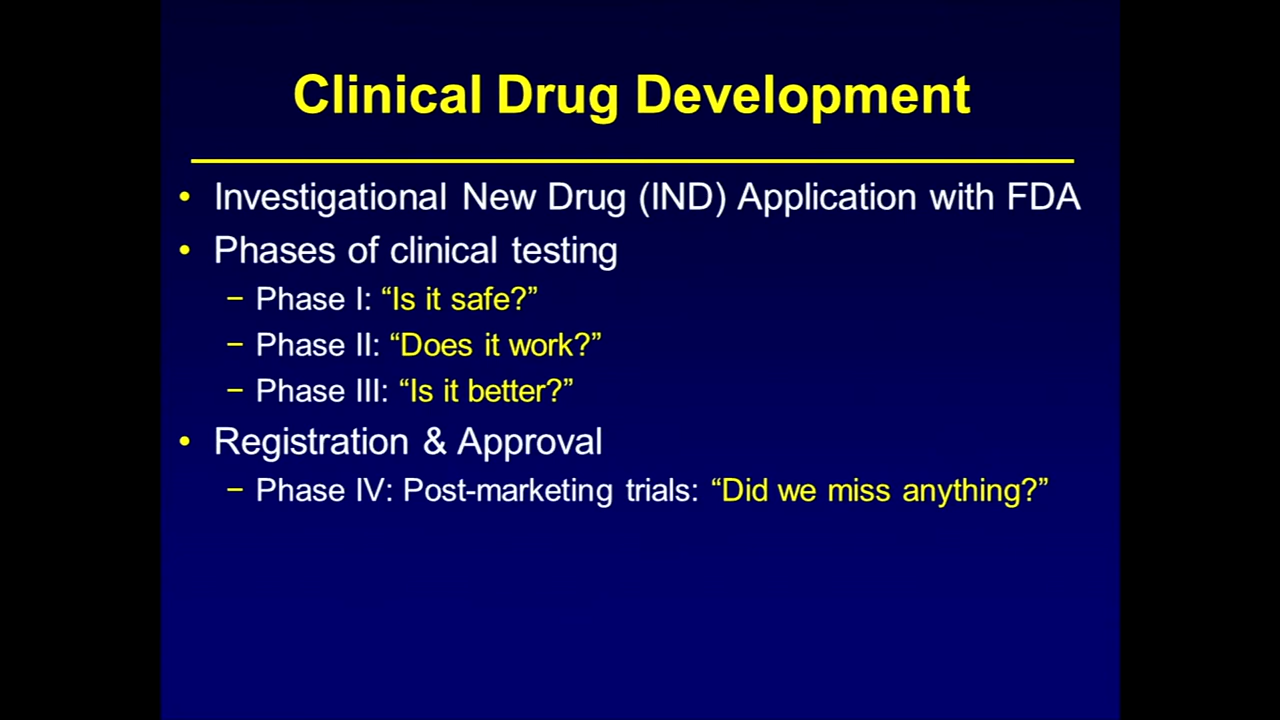 Clinical Drug Development
• Investigational New Drug (IND) Application with FDA
• Phases of clinical testing
− Phase I: “Is it safe?”
− Phase II: “Does it work?”
− Phase III: “Is it better?”
• Registration & Approval
− Phase IV: Post-marketing trials: “Did we miss anything?”